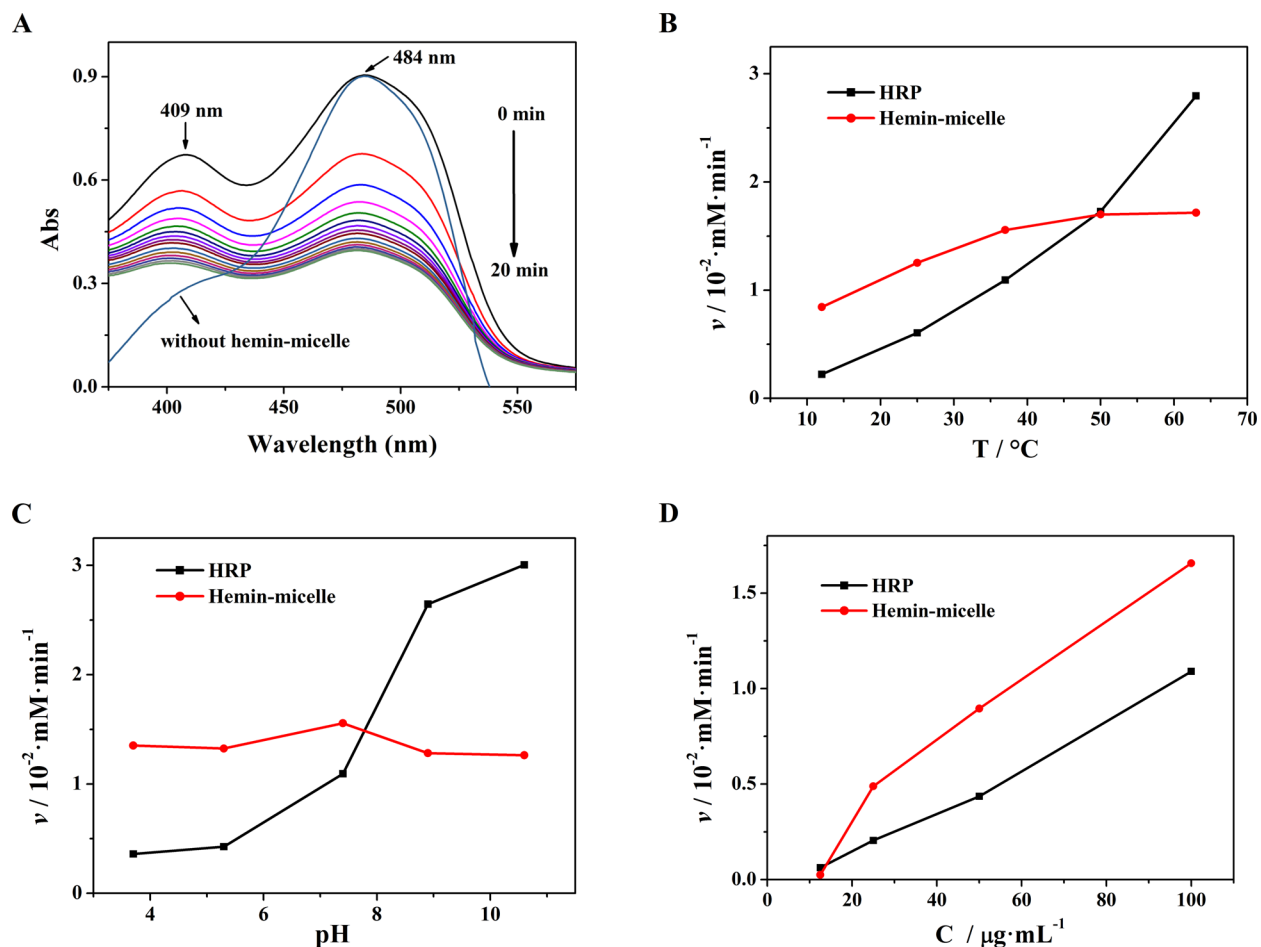 A
484 nm
409 nm
0 min
20 min
without hemin-micelle
0.9
0.6
0.3
0.0
Abs
400 450 500 550
Wavelength (nm)
B
HRP
Hemin-micelle
3
2
1
0
v / 10⁻²·mM·min⁻¹
10 20 30 40 50 60 70
T / °C
C
HRP
Hemin-micelle
3
2
1
0
v / 10⁻²·mM·min⁻¹
4 6 8 10
pH
D
HRP
Hemin-micelle
1.5
1.0
0.5
0.0
v / 10⁻²·mM·min⁻¹
0 20 40 60 80 100
C / μg·mL⁻¹